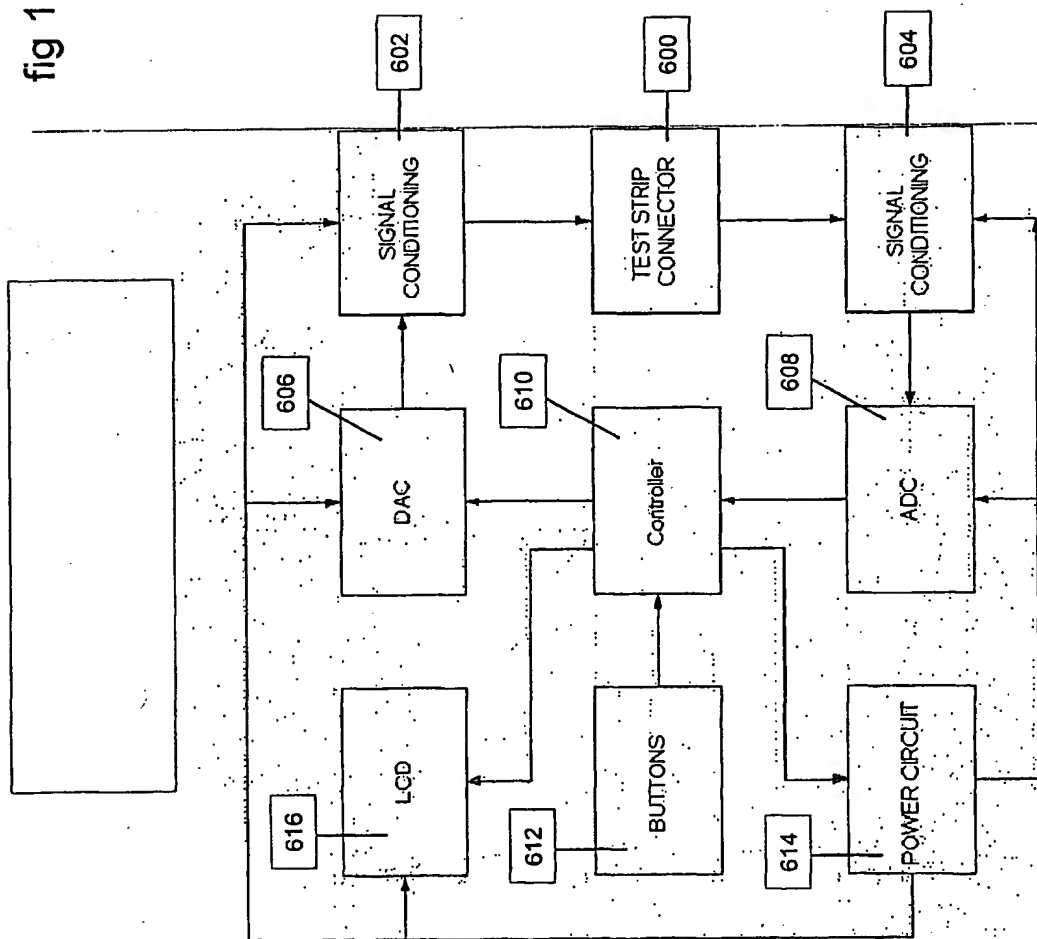 fig 1
602
SIGNAL
CONDITIONING
606
DAC
616
LCD
600
TEST STRIP
CONNECTOR
610
Controller
612
BUTTONS
604
SIGNAL
CONDITIONING
608
ADC
614
POWER CIRCUIT